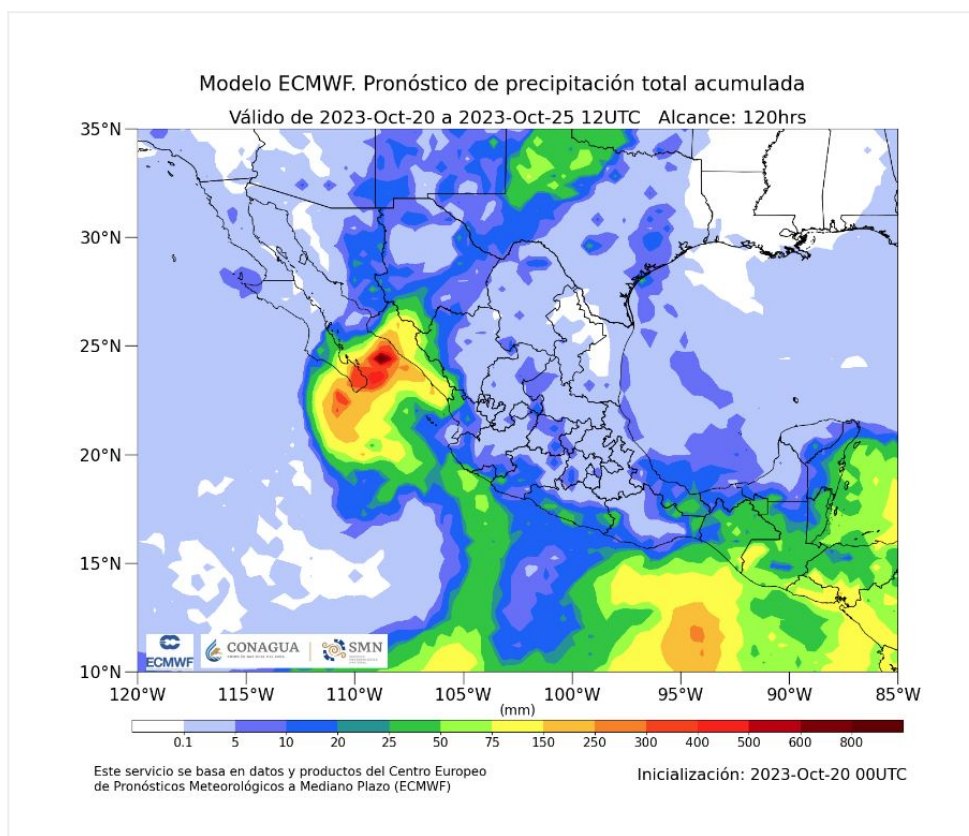 Modelo ECMWF. Pronóstico de precipitación total acumulada
Válido de 2023-Oct-20 a 2023-Oct-25 12UTC   Alcance: 120hrs
35°N
30°N
25°N
20°N
15°N
10°N
ECMWF
CONAGUA
SMN
120°W 115°W 110°W 105°W 100°W 95°W 90°W 85°W
(mm)
0.1 5 10 20 25 50 75 150 250 300 400 500 600 800
Este servicio se basa en datos y productos del Centro Europeo
de Pronósticos Meteorológicos a Mediano Plazo (ECMWF)
Inicialización: 2023-Oct-20 00UTC